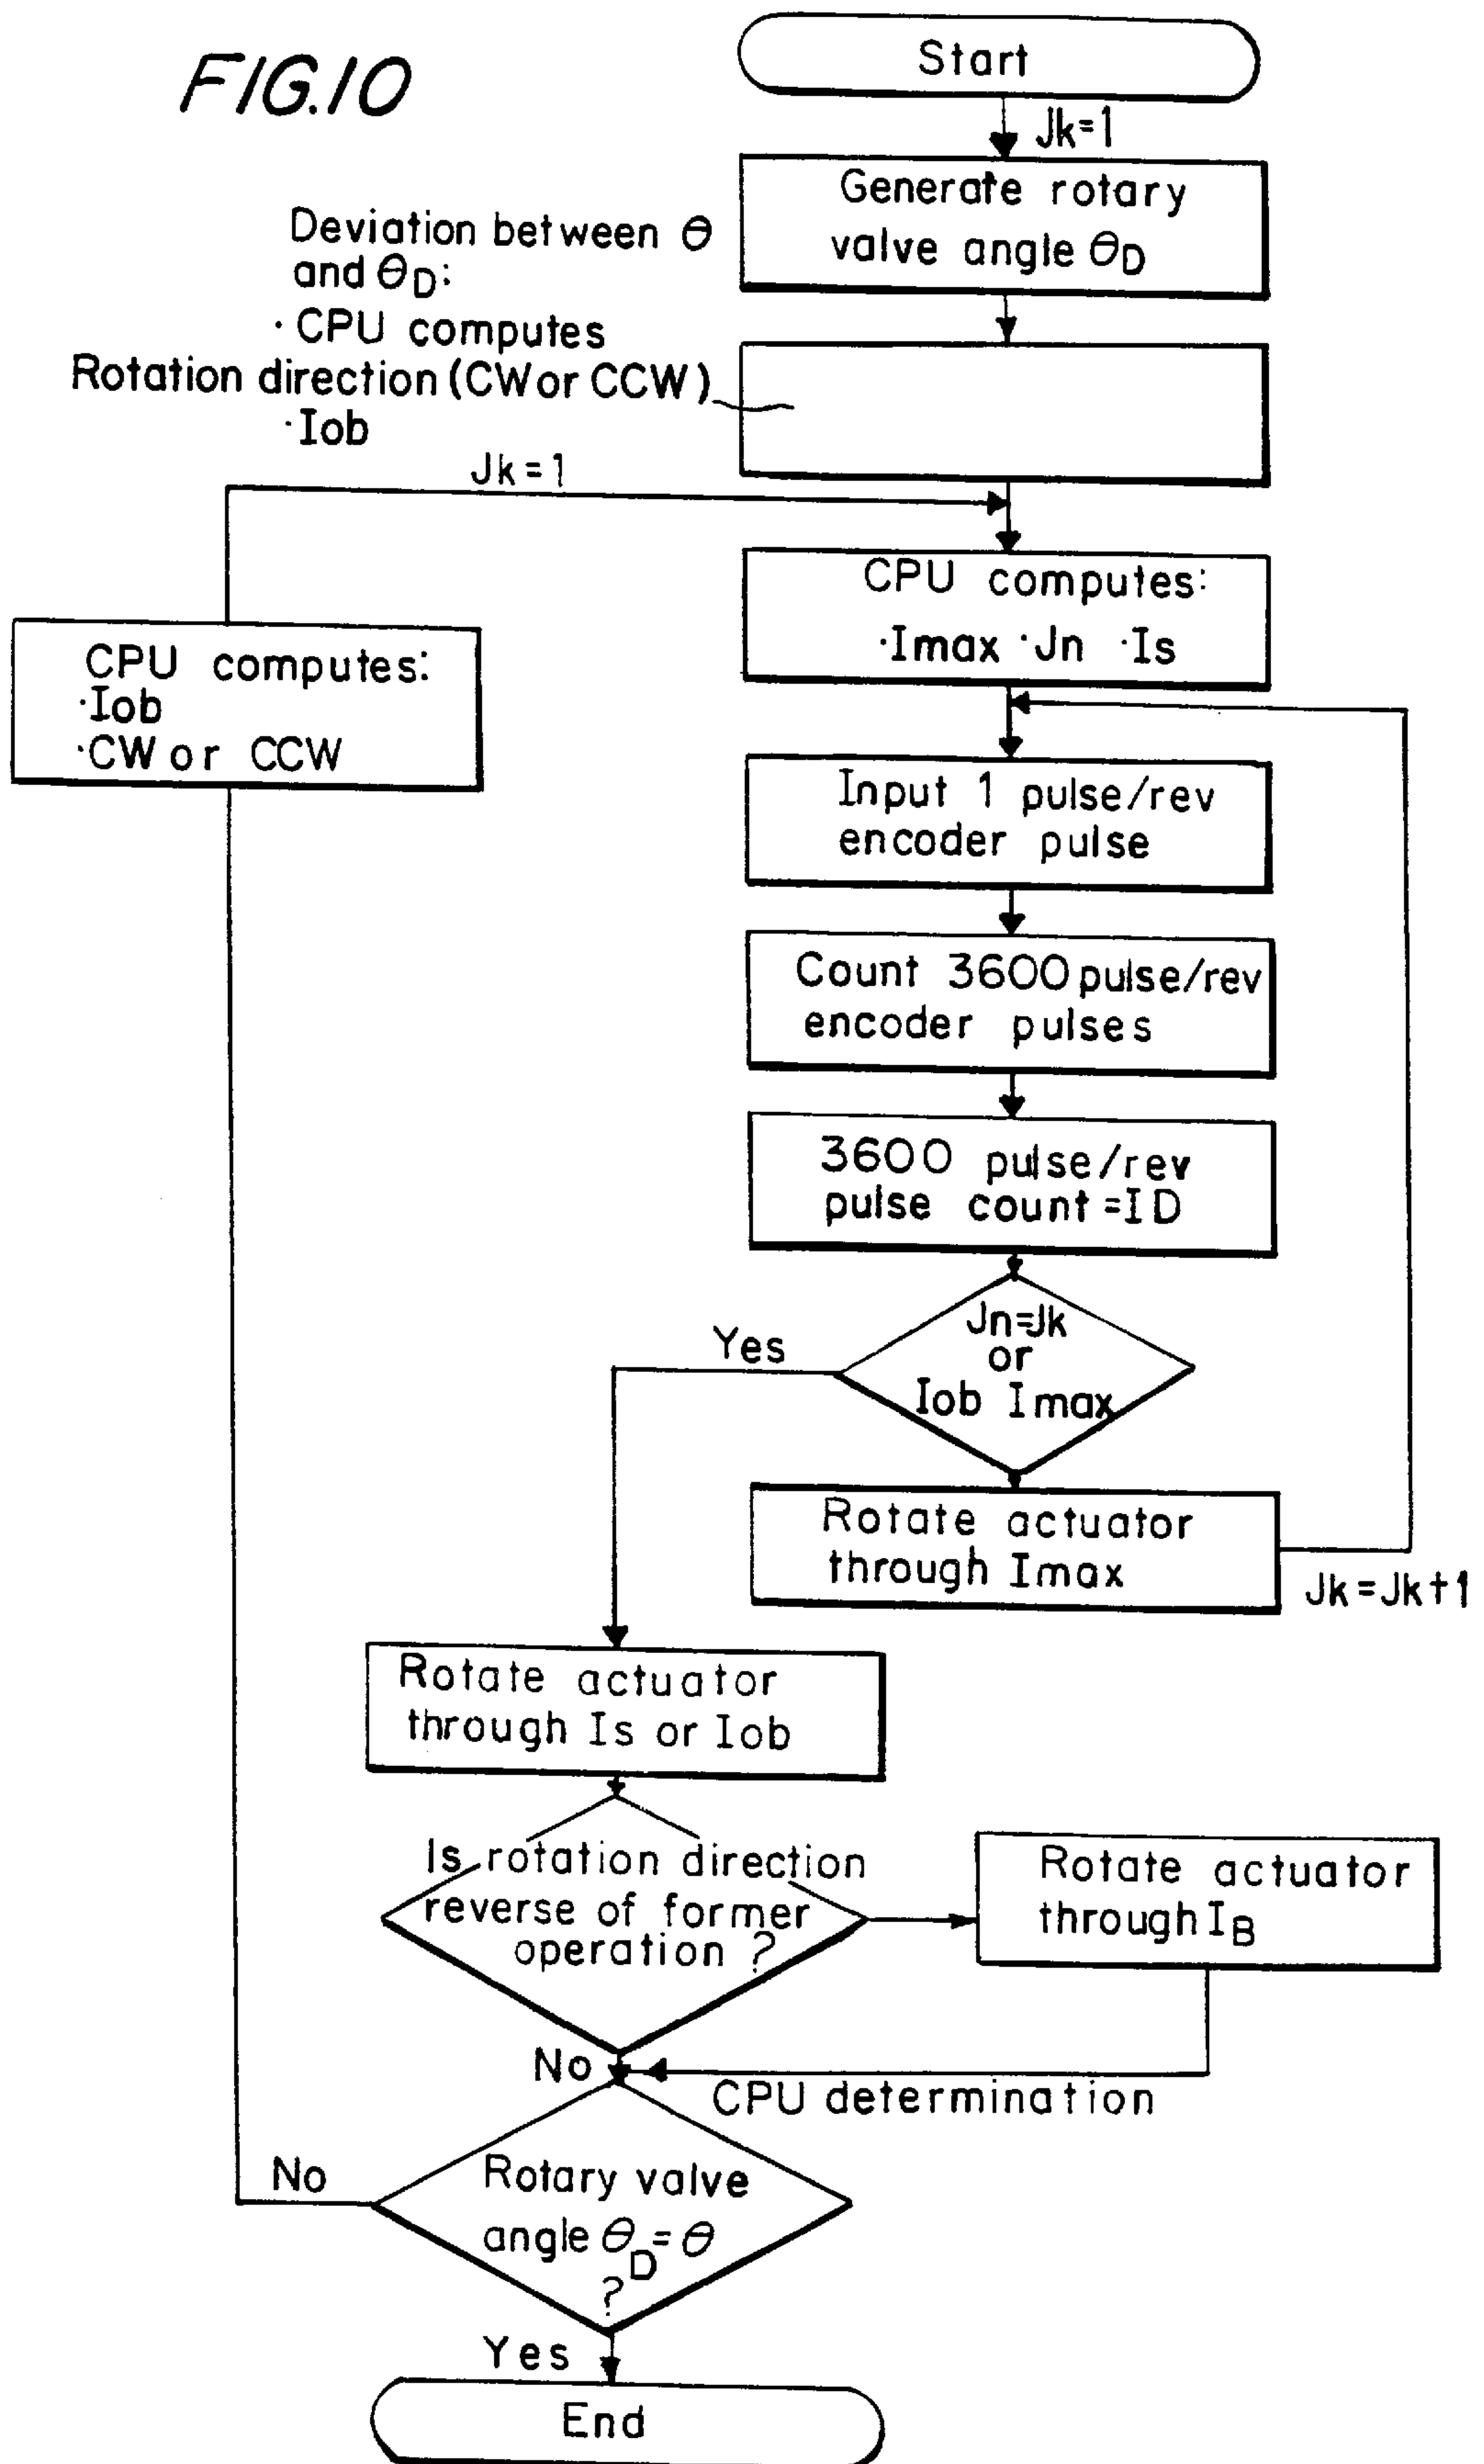 FIG.10
Start
Jk=1
Generate rotary
valve angle θD
Deviation between θ
and θD:
· CPU computes
Rotation direction (CW or CCW)
·Iob
Jk=1
CPU computes:
·Imax ·Jn ·Is
CPU computes:
·Iob
·CW or CCW
Input 1 pulse/rev
encoder pulse
Count 3600 pulse/rev
encoder pulses
3600 pulse/rev
pulse count=ID
Jn=Jk
or
Iob Imax
Yes
Rotate actuator
through Imax
Jk=Jk+1
Rotate actuator
through Is or Iob
Is rotation direction
reverse of former
operation ?
Rotate actuator
through IB
No
CPU determination
Rotary valve
angle θD=θ
?
No
Yes
End